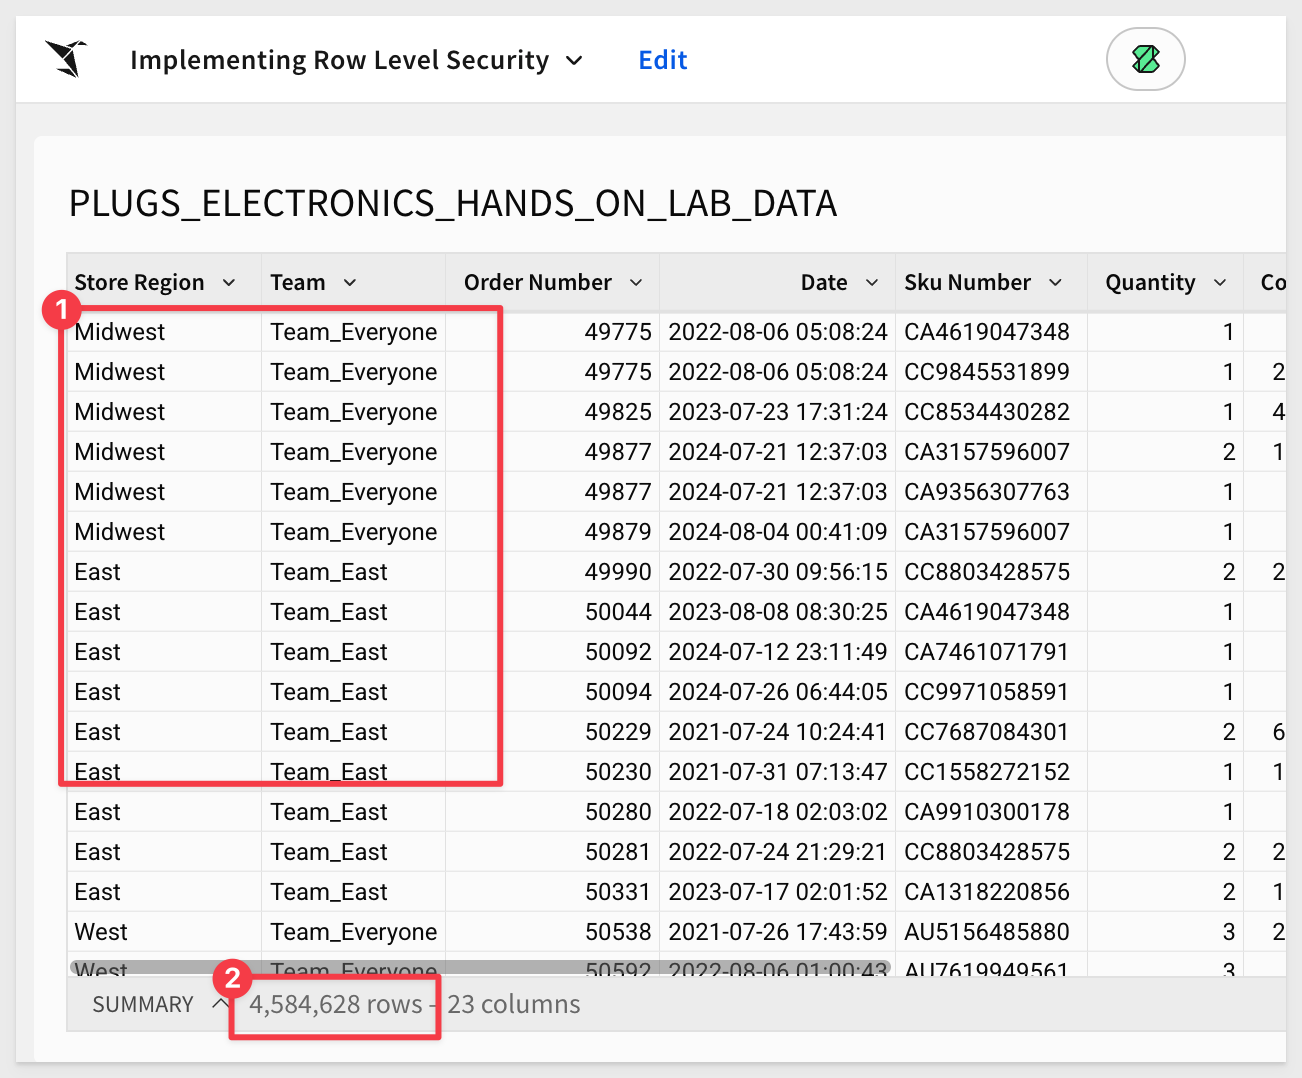 Implementing Row Level Security Edit
PLUGS_ELECTRONICS_HANDS_ON_LAB_DATA
Store Region Team Order Number Date Sku Number Quantity Co
1
Midwest Team_Everyone 49775 2022-08-06 05:08:24 CA4619047348 1
Midwest Team_Everyone 49775 2022-08-06 05:08:24 CC9845531899 1 2
Midwest Team_Everyone 49825 2023-07-23 17:31:24 CC8534430282 1 4
Midwest Team_Everyone 49877 2024-07-21 12:37:03 CA3157596007 2 1
Midwest Team_Everyone 49877 2024-07-21 12:37:03 CA9356307763 1
Midwest Team_Everyone 49879 2024-08-04 00:41:09 CA3157596007 1
East Team_East 49990 2022-07-30 09:56:15 CC8803428575 2 2
East Team_East 50044 2023-08-08 08:30:25 CA4619047348 1
East Team_East 50092 2024-07-12 23:11:49 CA7461071791 1
East Team_East 50094 2024-07-26 06:44:05 CC9971058591 1
East Team_East 50229 2021-07-24 10:24:41 CC7687084301 2 6
East Team_East 50230 2021-07-31 07:13:47 CC1558272152 1 1
East Team_East 50280 2022-07-18 02:03:02 CA9910300178 1
East Team_East 50281 2022-07-24 21:29:21 CC8803428575 2 2
East Team_East 50331 2023-07-17 02:01:52 CA1318220856 2 1
West Team_Everyone 50538 2021-07-26 17:43:59 AU5156485880 3 2
West Team_Everyone 50592 2022-08-06 01:00:43 AU7619949561 3
2
SUMMARY 4,584,628 rows - 23 columns